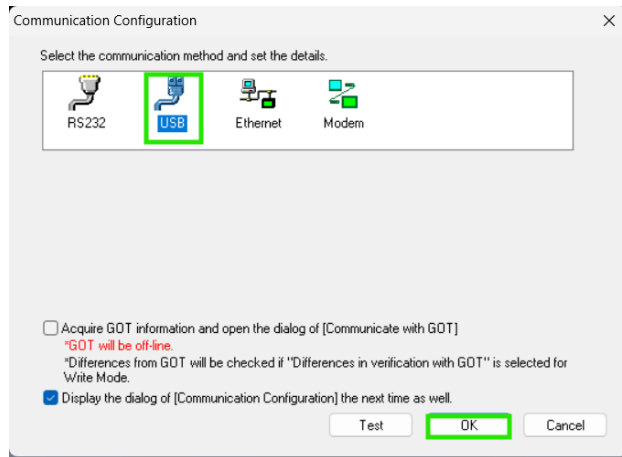 Communication Configuration
Select the communication method and set the details.
RS232 USB Ethernet Modem
Acquire GOT information and open the dialog of [Communicate with GOT]
*GOT will be off-line.
*Differences from GOT will be checked if "Differences in verification with GOT" is selected for
Write Mode.
Display the dialog of [Communication Configuration] the next time as well.
Test OK Cancel